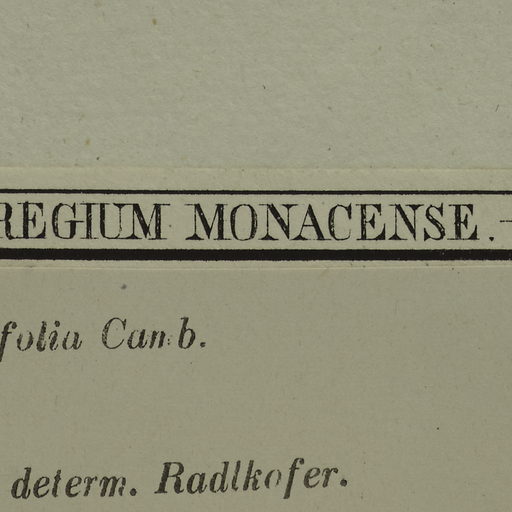 REGIUM MONACENSE.-
folia Camb.
determ. Radlkofer.